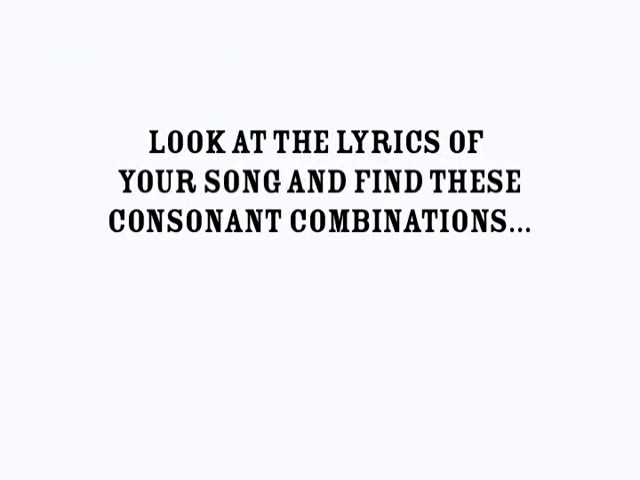 LOOK AT THE LYRICS OF
YOUR SONG AND FIND THESE
CONSONANT COMBINATIONS...